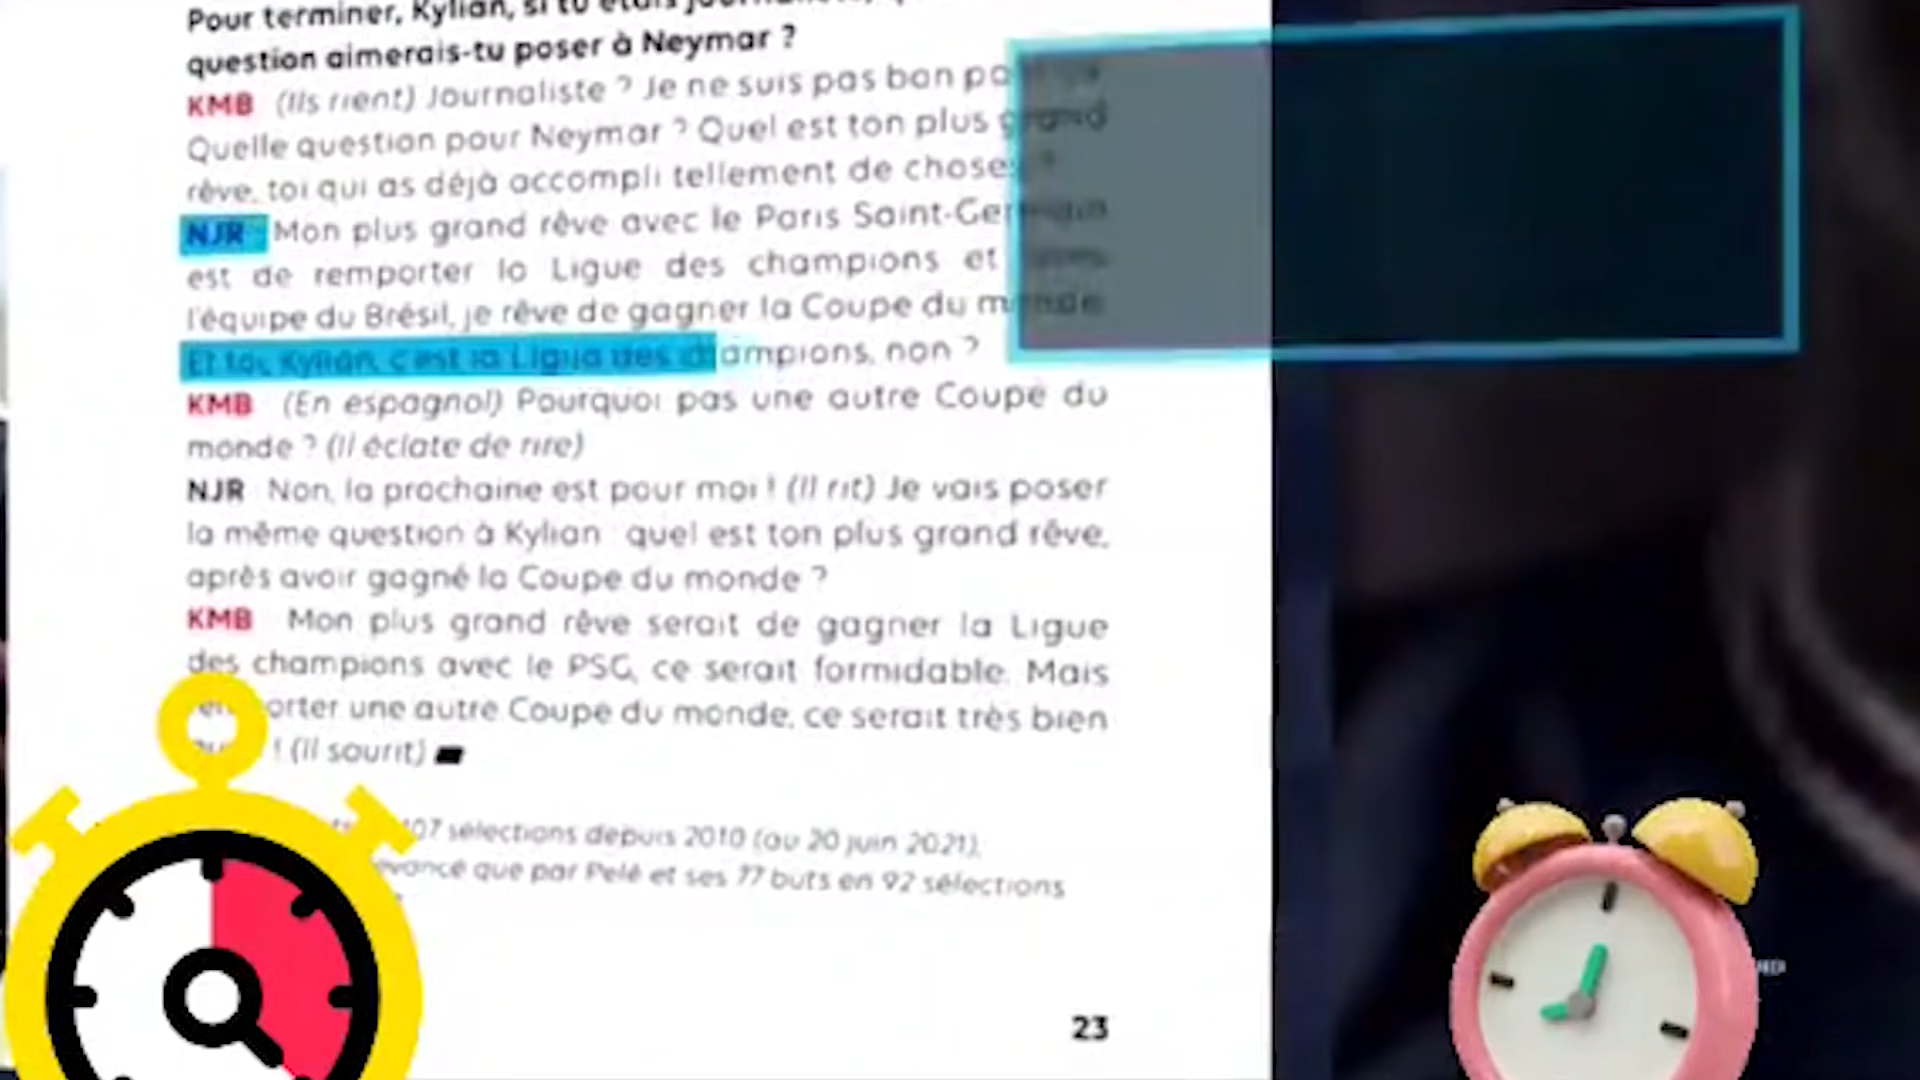 Pour terminer, Kylian, si tu étais
question aimerais-tu poser à Neymar ?
KMB (Ils rient) Journaliste ? Je ne suis pas bon
Quelle question pour Neymar ? Quel est ton plus grand
rêve, toi qui as déjà accompli tellement de choses ?
NJR Mon plus grand rêve avec le Paris Saint-Germain
est de remporter la Ligue des champions et
l'équipe du Brésil, je rêve de gagner la Coupe du monde.
Et toi, Kylian, c'est la Ligue des champions, non ?
KMB (En espagnol) Pourquoi pas une autre Coupe du
monde ? (Il éclate de rire)
NJR Non, la prochaine est pour moi ! (Il rit) Je vais poser
la même question à Kylian : quel est ton plus grand rêve,
après avoir gagné la Coupe du monde ?
KMB Mon plus grand rêve serait de gagner la Ligue
des champions avec le PSG, ce serait formidable. Mais
une autre Coupe du monde, ce serait très bien
! (Il sourit)
107 sélections depuis 2010 (au 20 juin 2021),
que par Pelé et ses 77 buts en 92 sélections
23